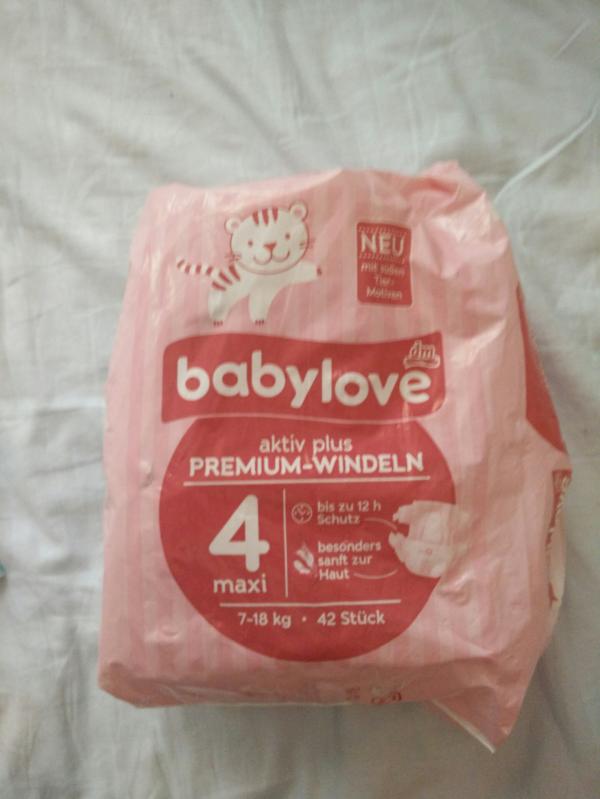 NEU
mit süßen
Tier-
Motiven
dm
babylove
aktiv plus
PREMIUM-WINDELN
4
maxi
bis zu 12 h
Schutz
besonders
sanft zur
Haut
7-18 kg • 42 Stück